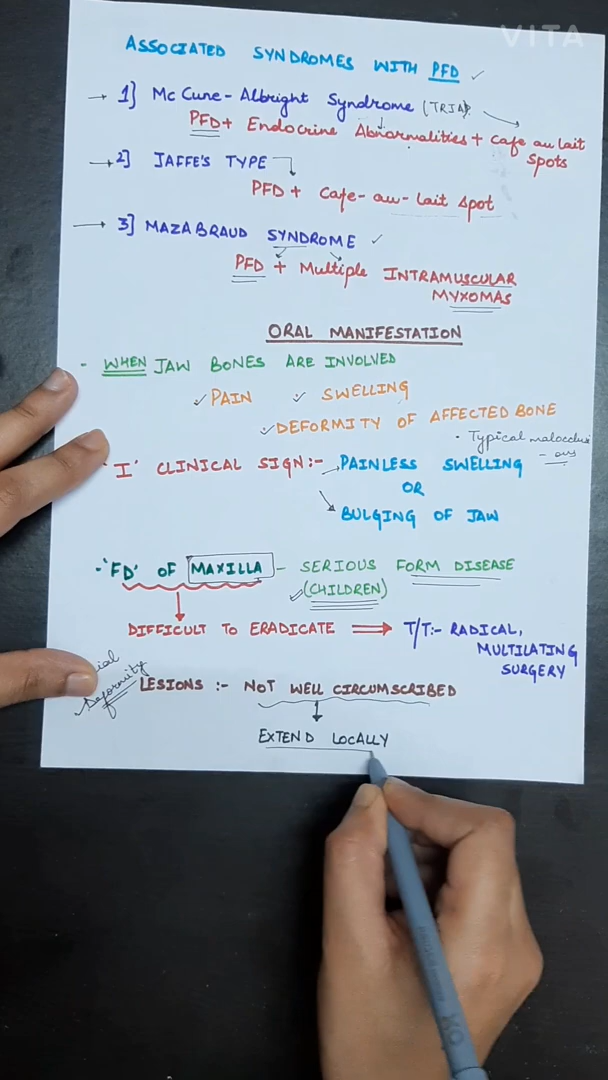 VITA
ASSOCIATED SYNDROMES WITH PFD
1] Mc Cune-Albright Syndrome (TRIAD)
PFD + Endocrine Abnormalities + Cafe au lait
Spots
2] JAFFE'S TYPE
PFD + Cafe-au-lait Spot
3] MAZABRAUD SYNDROME
PFD + Multiple INTRAMUSCULAR
MYXOMAS
ORAL MANIFESTATION
- WHEN JAW BONES ARE INVOLVED
PAIN SWELLING
DEFORMITY OF AFFECTED BONE
• Typical malocclusi
- ons
'I' CLINICAL SIGN:- PAINLESS SWELLING
OR
BULGING OF JAW
-'FD' OF MAXILLA - SERIOUS FORM DISEASE
(CHILDREN)
DIFFICULT TO ERADICATE ⇒ T/T:- RADICAL,
MULTILATING
SURGERY
cial
deformity
LESIONS :- NOT WELL CIRCUMSCRIBED
EXTEND LOCALLY